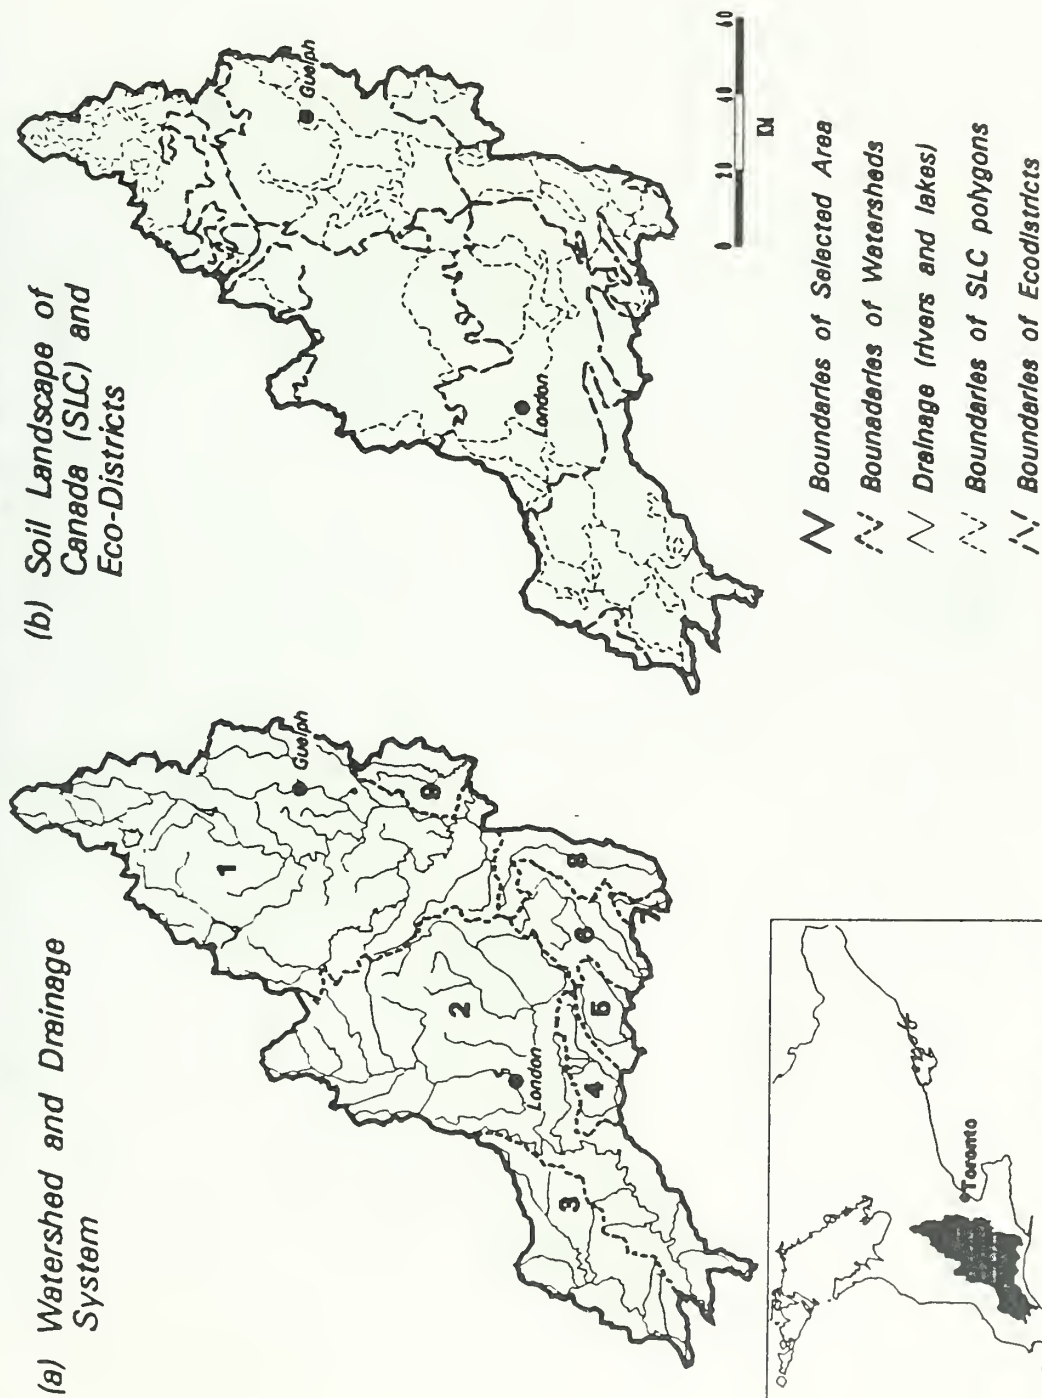 (a) Watershed and Drainage
System
1
2
3
4
5
6
8
9
Guelph
London
Toronto
(b) Soil Landscape of
Canada (SLC) and
Eco-Districts
Guelph
London
0 20 40 60
KM
Boundaries of Selected Area
Bounaderies of Watersheds
Drainage (rivers and lakes)
Boundaries of SLC polygons
Boundaries of Ecodistricts